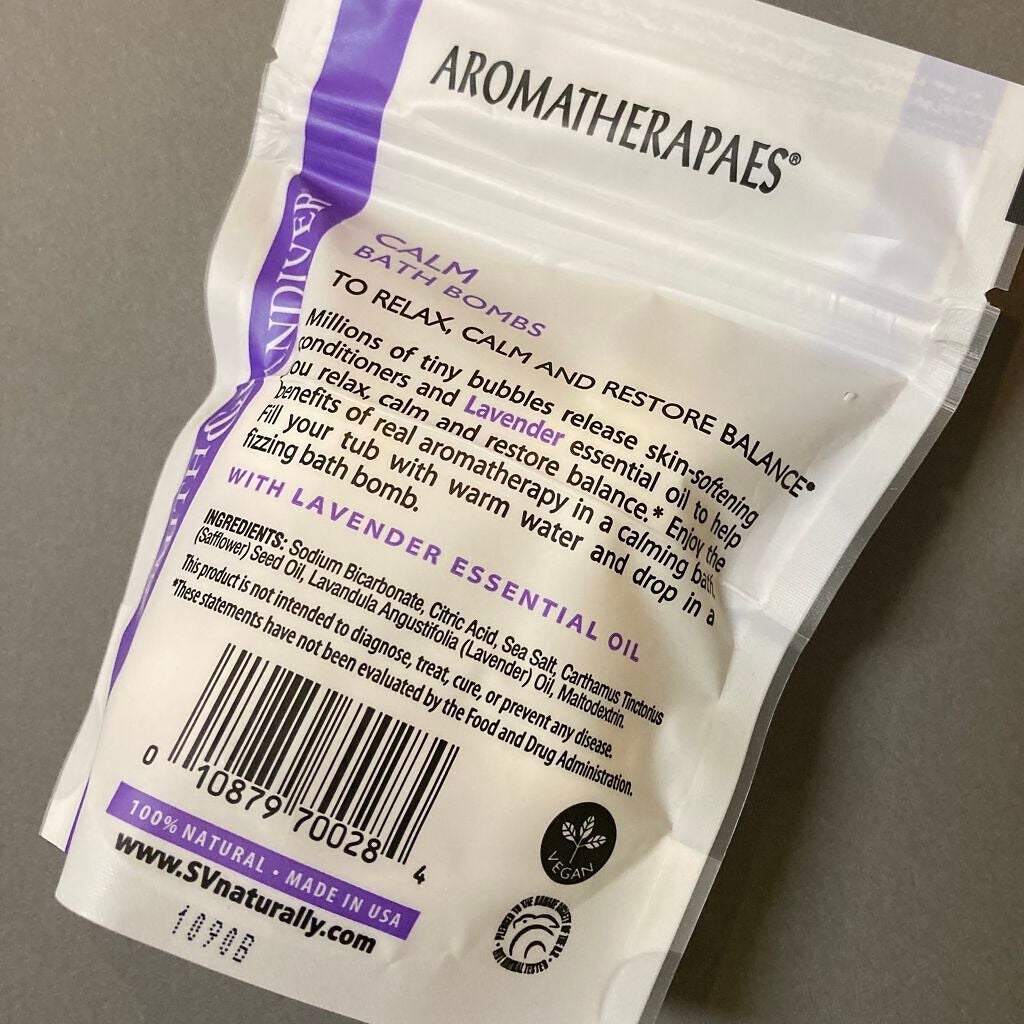 AROMATHERAPAES®
NDIVER
CALM
BATH BOMBS
TO RELAX, CALM AND RESTORE BALANCE*
Millions of tiny bubbles release skin-softening
conditioners and Lavender essential oil to help
ou relax, calm and restore balance.* Enjoy the
benefits of real aromatherapy in a calming bath.
Fill your tub with warm water and drop in a
fizzing bath bomb.
WITH LAVENDER ESSENTIAL OIL
INGREDIENTS: Sodium Bicarbonate, Citric Acid, Sea Salt, Carthamus Tinctorius
(Safflower) Seed Oil, Lavandula Angustifolia (Lavender) Oil, Maltodextrin.
This product is not intended to diagnose, treat, cure, or prevent any disease.
*These statements have not been evaluated by the Food and Drug Administration.
0 10879 70028 4
VEGAN
100% NATURAL • MADE IN USA
www.SVnaturally.com
1090B